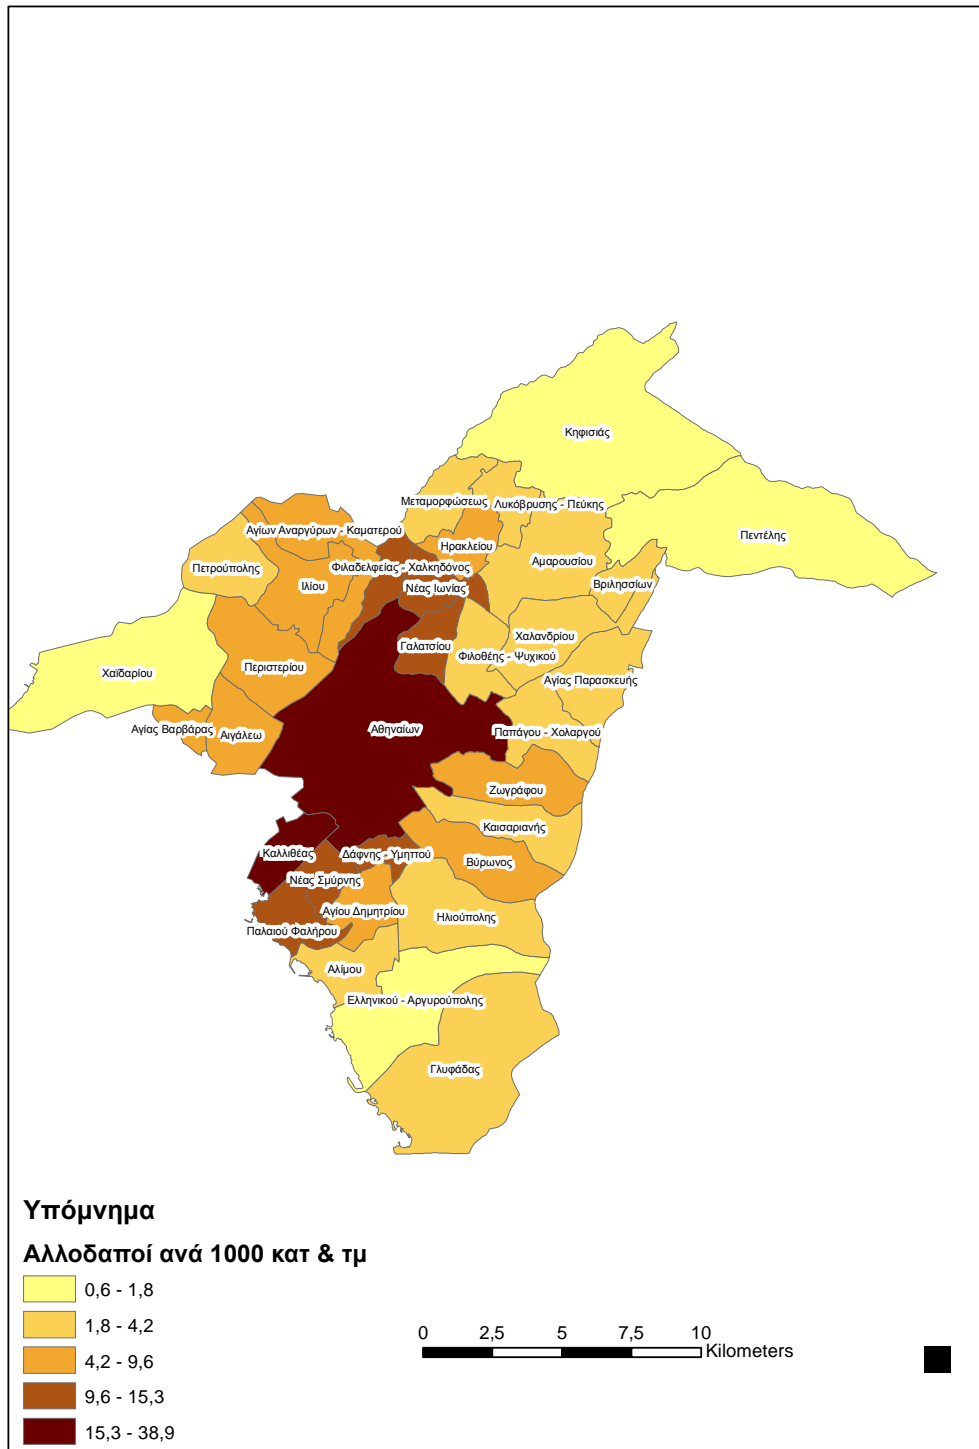 Κηφισιάς
Μεταμορφώσεως
Λυκόβρυσης - Πεύκης
Αγίων Αναργύρων - Καματερού
Πεντέλης
Ηρακλείου
Αμαρουσίου
Πετρούπολης
Φιλαδελφείας - Χαλκηδόνος
Ιλίου
Βριλησσίων
Νέας Ιωνίας
Χαλανδρίου
Γαλατσίου
Φιλοθέης - Ψυχικού
Περιστερίου
Χαϊδαρίου
Αγίας Παρασκευής
Αγίας Βαρβάρας
Αιγάλεω
Αθηναίων
Παπάγου - Χολαργού
Ζωγράφου
Καισαριανής
Καλλιθέας
Δάφνης - Υμηττού
Βύρωνος
Νέας Σμύρνης
Αγίου Δημητρίου
Ηλιούπολης
Παλαιού Φαλήρου
Αλίμου
Ελληνικού - Αργυρούπολης
Γλυφάδας
Υπόμνημα
Αλλοδαποί ανά 1000 κατ & τμ
0,6 - 1,8
1,8 - 4,2
4,2 - 9,6
9,6 - 15,3
15,3 - 38,9
0 2,5 5 7,5 10
Kilometers